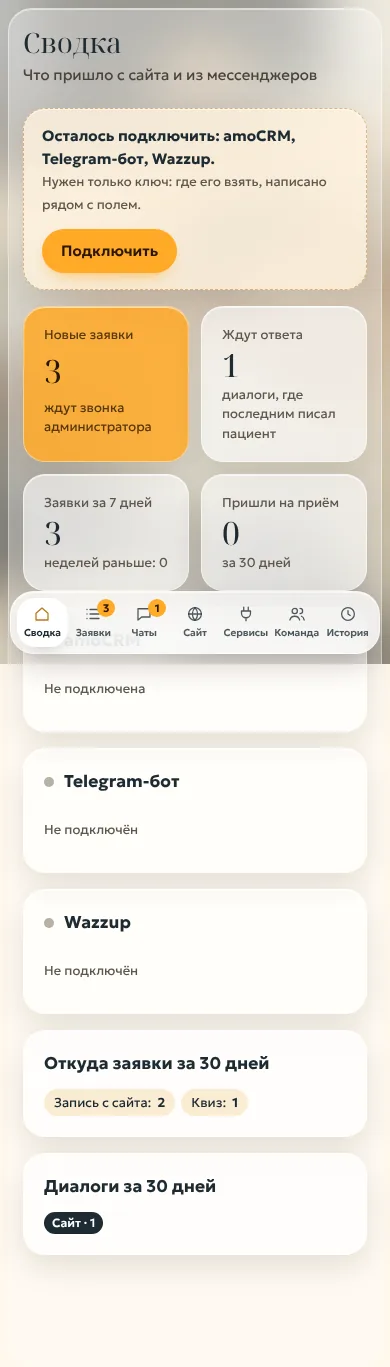 Сводка
Что пришло с сайта и из мессенджеров
Осталось подключить: amoCRM,
Telegram-бот, Wazzup.
Нужен только ключ: где его взять, написано
рядом с полем.
Подключить
Новые заявки
3
ждут звонка
администратора
Ждут ответа
1
диалоги, где
последним писал
пациент
Заявки за 7 дней
3
неделей раньше: 0
Пришли на приём
0
за 30 дней
3
1
Сводка
Заявки
Чаты
Сайт
Сервисы
Команда
История
amoCRM
Не подключена
Telegram-бот
Не подключён
Wazzup
Не подключён
Откуда заявки за 30 дней
Запись с сайта: 2
Квиз: 1
Диалоги за 30 дней
Сайт · 1